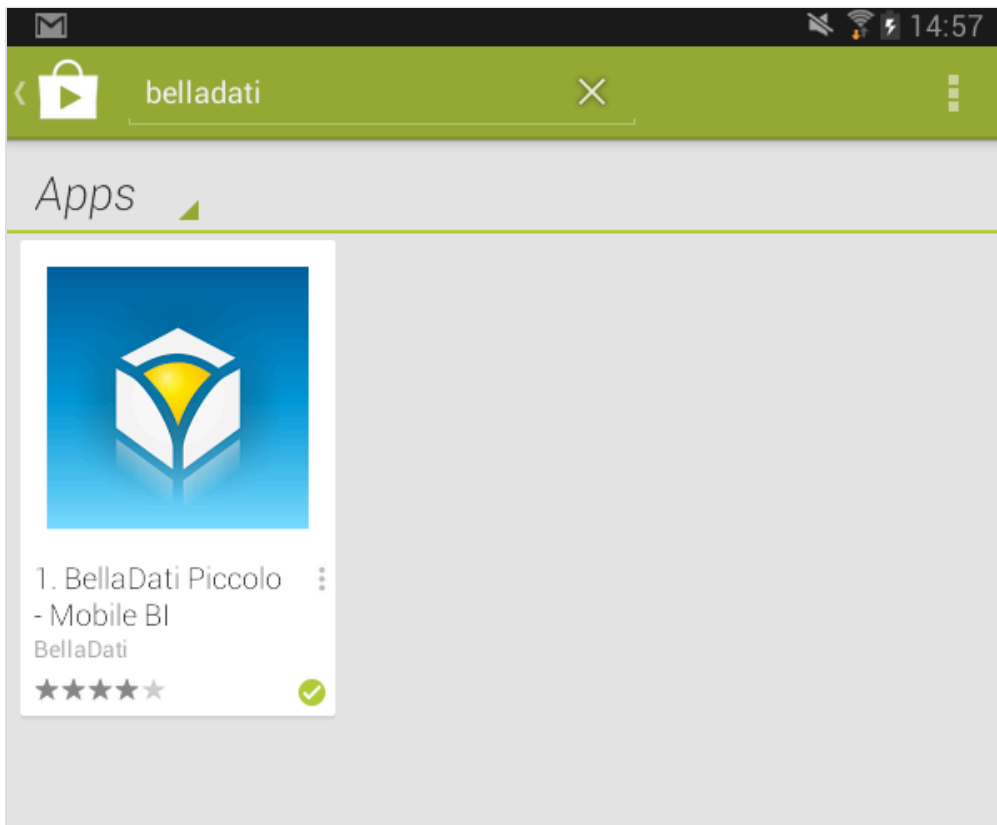 14:57
belladati
Apps
1. BellaDati Piccolo
- Mobile BI
BellaDati